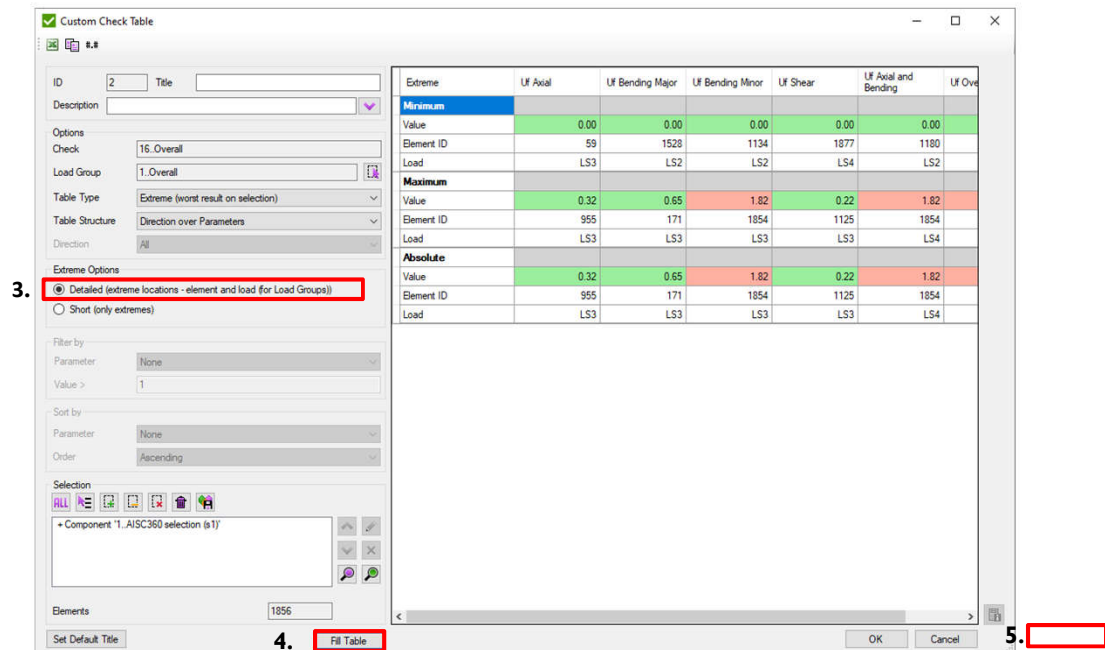 Custom Check Table
#.#
ID 2 Title
Description
Options
Check 16..Overall
Load Group 1..Overall
Table Type Extreme (worst result on selection)
Table Structure Direction over Parameters
Direction All
Extreme Options
3. Detailed (extreme locations - element and load (for Load Groups))
Short (only extremes)
Filter by
Parameter None
Value > 1
Sort by
Parameter None
Order Ascending
Selection
ALL
+ Component '1..AISC360 selection (s1)'
Elements 1856
Set Default Title 4. Fill Table
Extreme Uf Axial Uf Bending Major Uf Bending Minor Uf Shear Uf Axial and Bending Uf Ove
Minimum
Value 0.00 0.00 0.00 0.00 0.00
Element ID 59 1528 1134 1877 1180
Load LS3 LS2 LS2 LS4 LS2
Maximum
Value 0.32 0.65 1.82 0.22 1.82
Element ID 955 171 1854 1125 1854
Load LS3 LS3 LS3 LS3 LS4
Absolute
Value 0.32 0.65 1.82 0.22 1.82
Element ID 955 171 1854 1125 1854
Load LS3 LS3 LS3 LS3 LS4
OK Cancel 5.